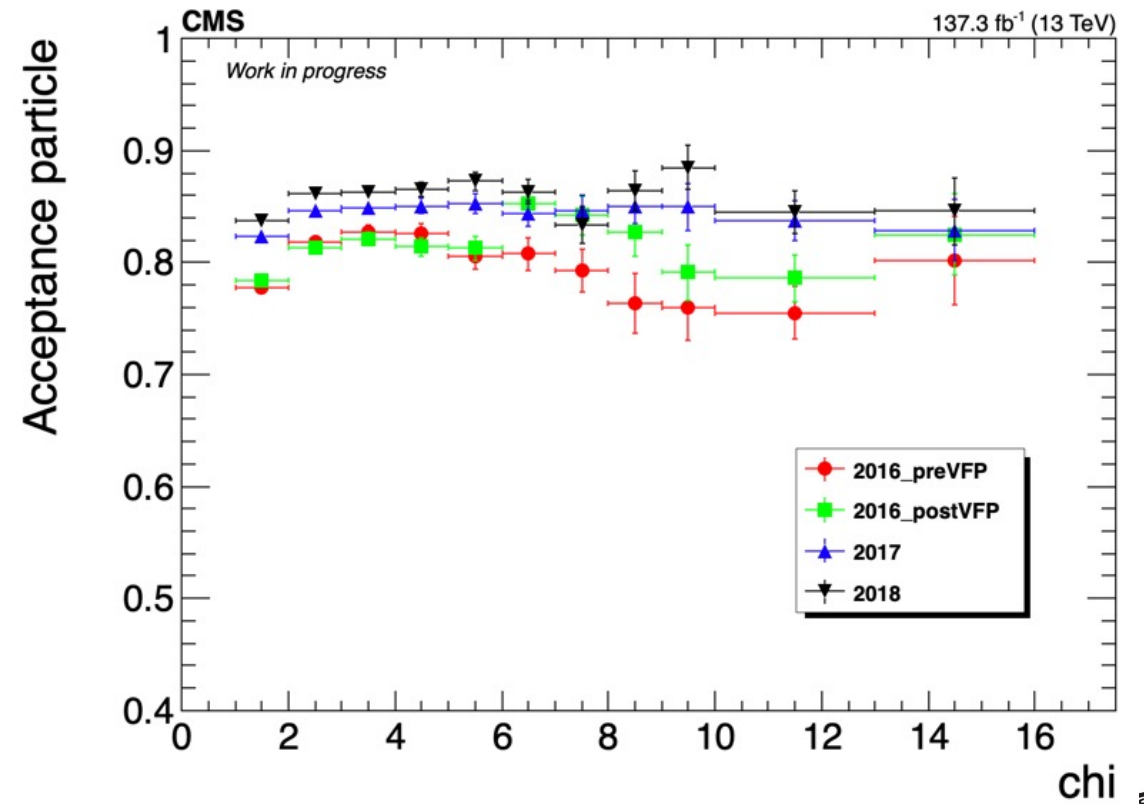 CMS
137.3 fb-1 (13 TeV)
Work in progress
Acceptance particle
1
0.9
0.8
0.7
0.6
0.5
0.4
2016_preVFP
2016_postVFP
2017
2018
0 2 4 6 8 10 12 14 16
chi